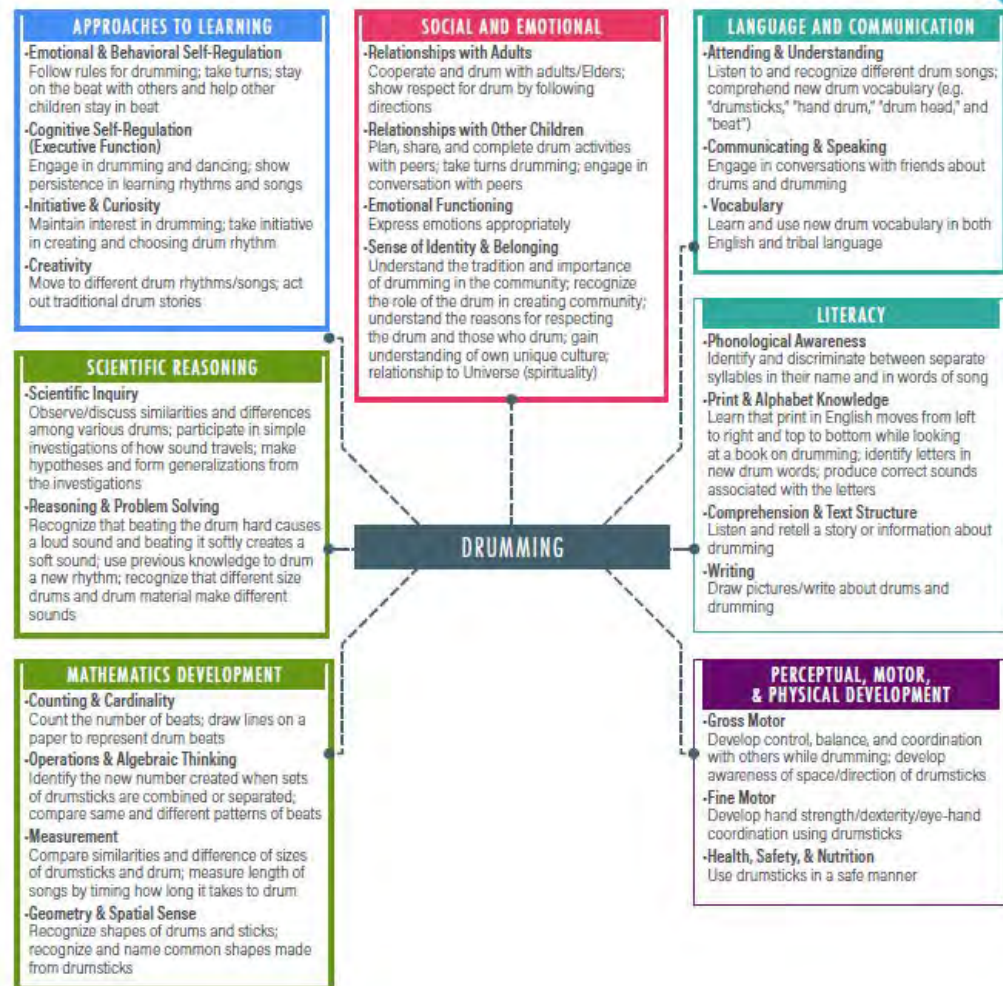 APPROACHES TO LEARNING
•Emotional & Behavioral Self-Regulation
Follow rules for drumming; take turns; stay
on the beat with others and help other
children stay in beat
•Cognitive Self-Regulation
(Executive Function)
Engage in drumming and dancing; show
persistence in learning rhythms and songs
•Initiative & Curiosity
Maintain interest in drumming; take initiative
in creating and choosing drum rhythm
•Creativity
Move to different drum rhythms/songs; act
out traditional drum stories
SOCIAL AND EMOTIONAL
•Relationships with Adults
Cooperate and drum with adults/Elders;
show respect for drum by following
directions
•Relationships with Other Children
Plan, share, and complete drum activities
with peers; take turns drumming; engage in
conversation with peers
•Emotional Functioning
Express emotions appropriately
•Sense of Identity & Belonging
Understand the tradition and importance
of drumming in the community; recognize
the role of the drum in creating community;
understand the reasons for respecting
the drum and those who drum; gain
understanding of own unique culture;
relationship to Universe (spirituality)
LANGUAGE AND COMMUNICATION
•Attending & Understanding
Listen to and recognize different drum songs;
comprehend new drum vocabulary (e.g.
"drumsticks," "hand drum," "drum head," and
"beat")
•Communicating & Speaking
Engage in conversations with friends about
drums and drumming
• Vocabulary
Learn and use new drum vocabulary in both
English and tribal language
SCIENTIFIC REASONING
•Scientific Inquiry
Observe/discuss similarities and differences
among various drums; participate in simple
investigations of how sound travels; make
hypotheses and form generalizations from
the investigations
•Reasoning & Problem Solving
Recognize that beating the drum hard causes
a loud sound and beating it softly creates a
soft sound; use previous knowledge to drum
a new rhythm; recognize that different size
drums and drum material make different
sounds
DRUMMING
LITERACY
•Phonological Awareness
Identify and discriminate between separate
syllables in their name and in words of song
•Print & Alphabet Knowledge
Learn that print in English moves from left
to right and top to bottom while looking
at a book on drumming; identify letters in
new drum words; produce correct sounds
associated with the letters
•Comprehension & Text Structure
Listen and retell a story or information about
drumming
•Writing
Draw pictures/write about drums and
drumming
MATHEMATICS DEVELOPMENT
•Counting & Cardinality
Count the number of beats; draw lines on a
paper to represent drum beats
•Operations & Algebraic Thinking
Identify the new number created when sets
of drumsticks are combined or separated;
compare same and different patterns of beats
•Measurement
Compare similarities and difference of sizes
of drumsticks and drum; measure length of
songs by timing how long it takes to drum
•Geometry & Spatial Sense
Recognize shapes of drums and sticks;
recognize and name common shapes made
from drumsticks
PERCEPTUAL, MOTOR,
& PHYSICAL DEVELOPMENT
•Gross Motor
Develop control, balance, and coordination
with others while drumming; develop
awareness of space/direction of drumsticks
•Fine Motor
Develop hand strength/dexterity/eye-hand
coordination using drumsticks
•Health, Safety, & Nutrition
Use drumsticks in a safe manner